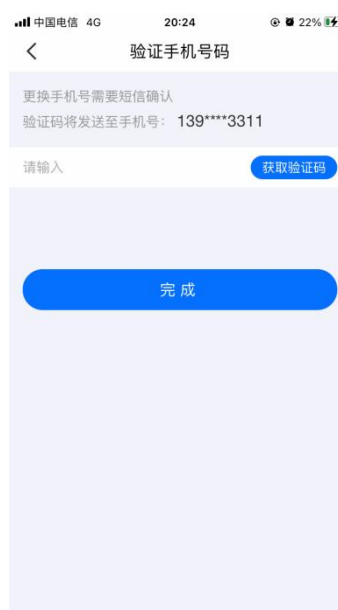 中国电信 4G 20:24 22%
验证手机号码
更换手机号需要短信确认
验证码将发送至手机号： 139****3311
请输入 获取验证码
完成